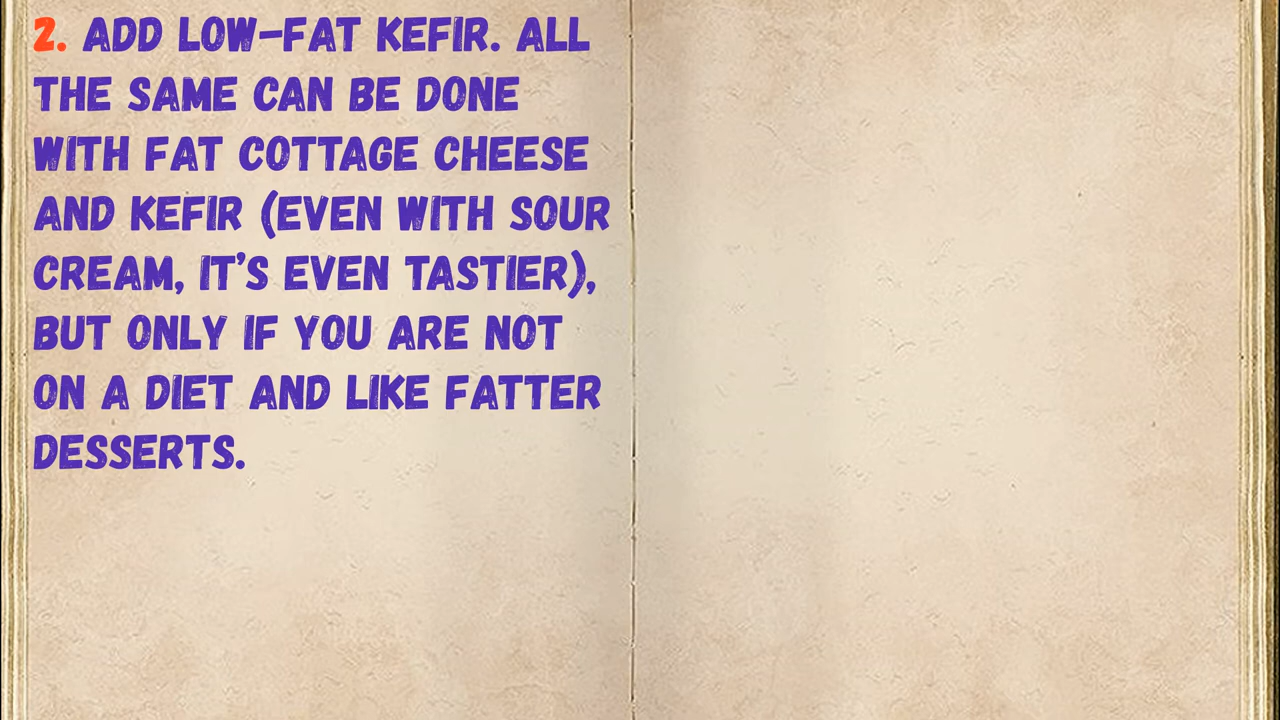 2. ADD LOW-FAT KEFIR. ALL
THE SAME CAN BE DONE
WITH FAT COTTAGE CHEESE
AND KEFIR (EVEN WITH SOUR
CREAM, IT'S EVEN TASTIER),
BUT ONLY IF YOU ARE NOT
ON A DIET AND LIKE FATTER
DESSERTS.